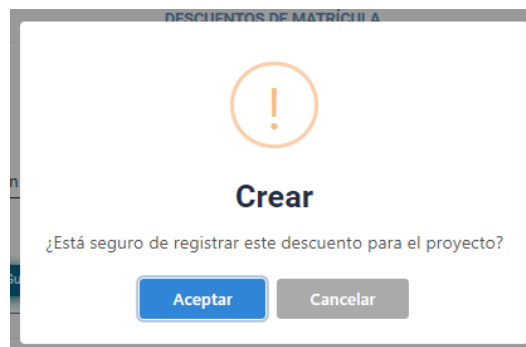 DESCUENTOS DE MATRÍCULA
!
Crear
¿Está seguro de registrar este descuento para el proyecto?
Aceptar
Cancelar